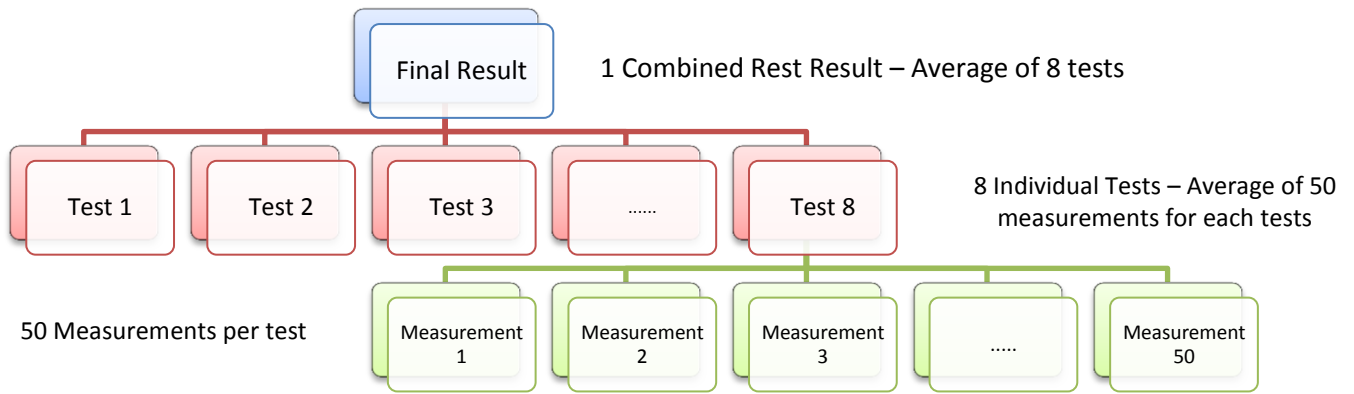 Final Result
1 Combined Rest Result – Average of 8 tests
Test 1
Test 2
Test 3
......
Test 8
8 Individual Tests – Average of 50
measurements for each tests
50 Measurements per test
Measurement
1
Measurement
2
Measurement
3
.....
Measurement
50